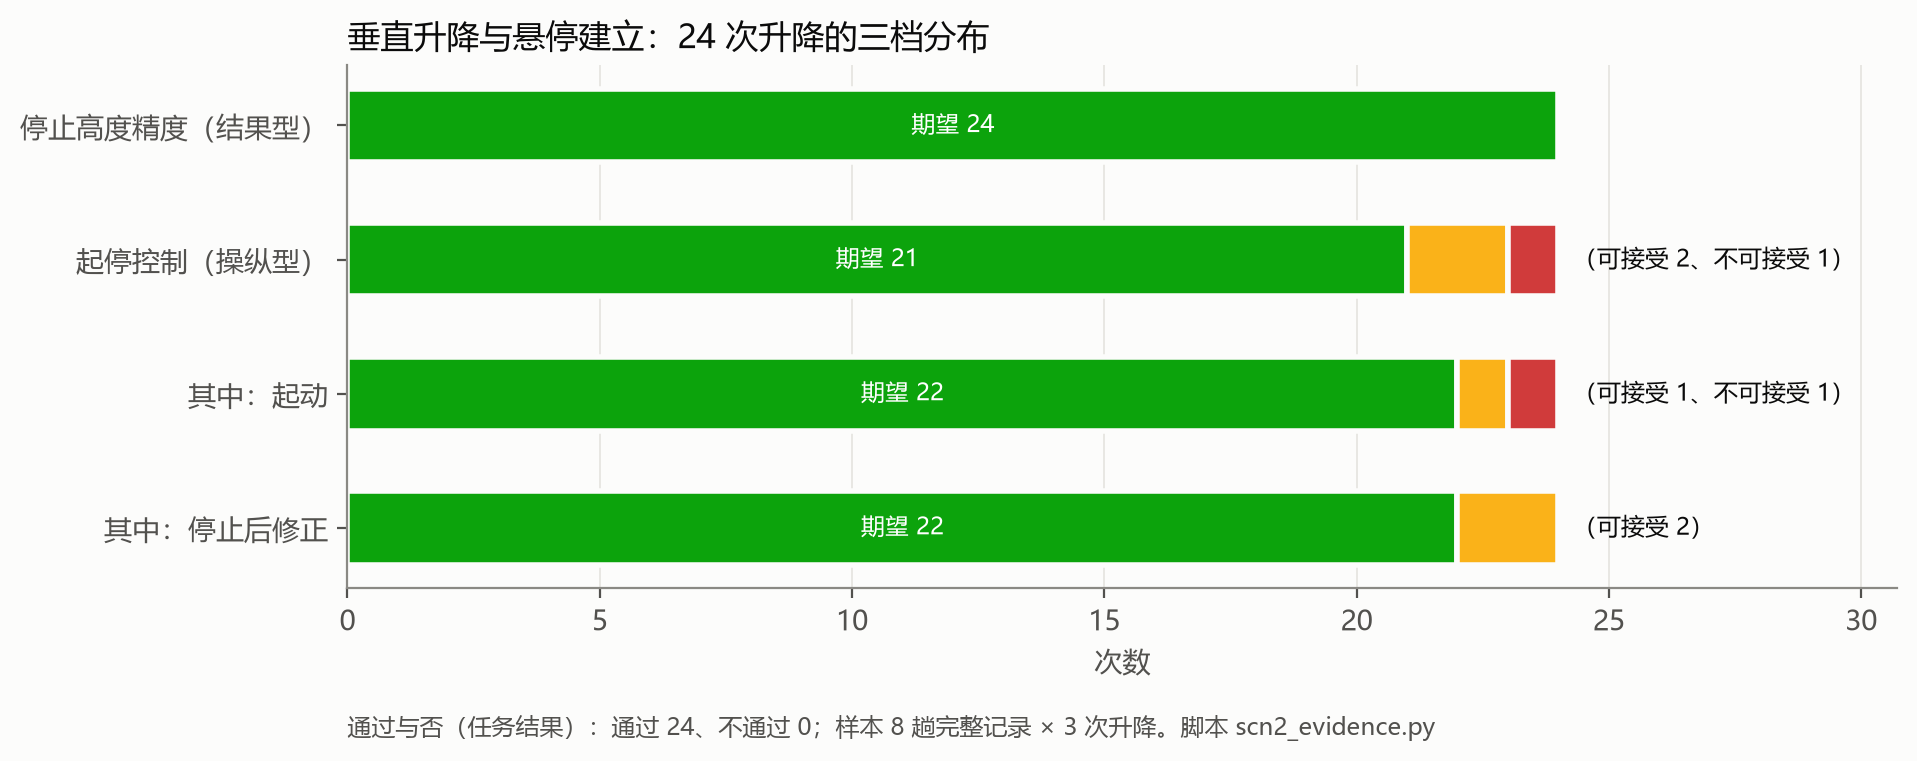 垂直升降与悬停建立：24 次升降的三档分布
停止高度精度（结果型）
期望 24
起停控制（操纵型）
期望 21
（可接受 2、不可接受 1）
其中：起动
期望 22
（可接受 1、不可接受 1）
其中：停止后修正
期望 22
（可接受 2）
0 5 10 15 20 25 30
次数
通过与否（任务结果）：通过 24、不通过 0；样本 8 趟完整记录 × 3 次升降。脚本 scn2_evidence.py